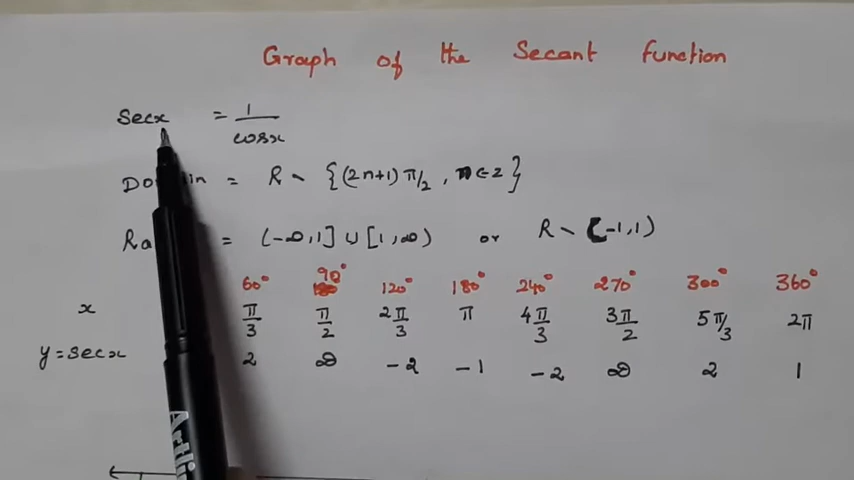 Graph of the Secant function
Secx = 1/cosx
= R \ {(2n+1) π/2, n ∈ Z}
= (-∞,1] ∪ [1,∞) or R \ (-1,1)
60° 90° 120° 180° 240° 270° 300° 360°
x π/3 π/2 2π/3 π 4π/3 3π/2 5π/3 2π
y=secx 2 ∞ -2 -1 -2 ∞ 2 1